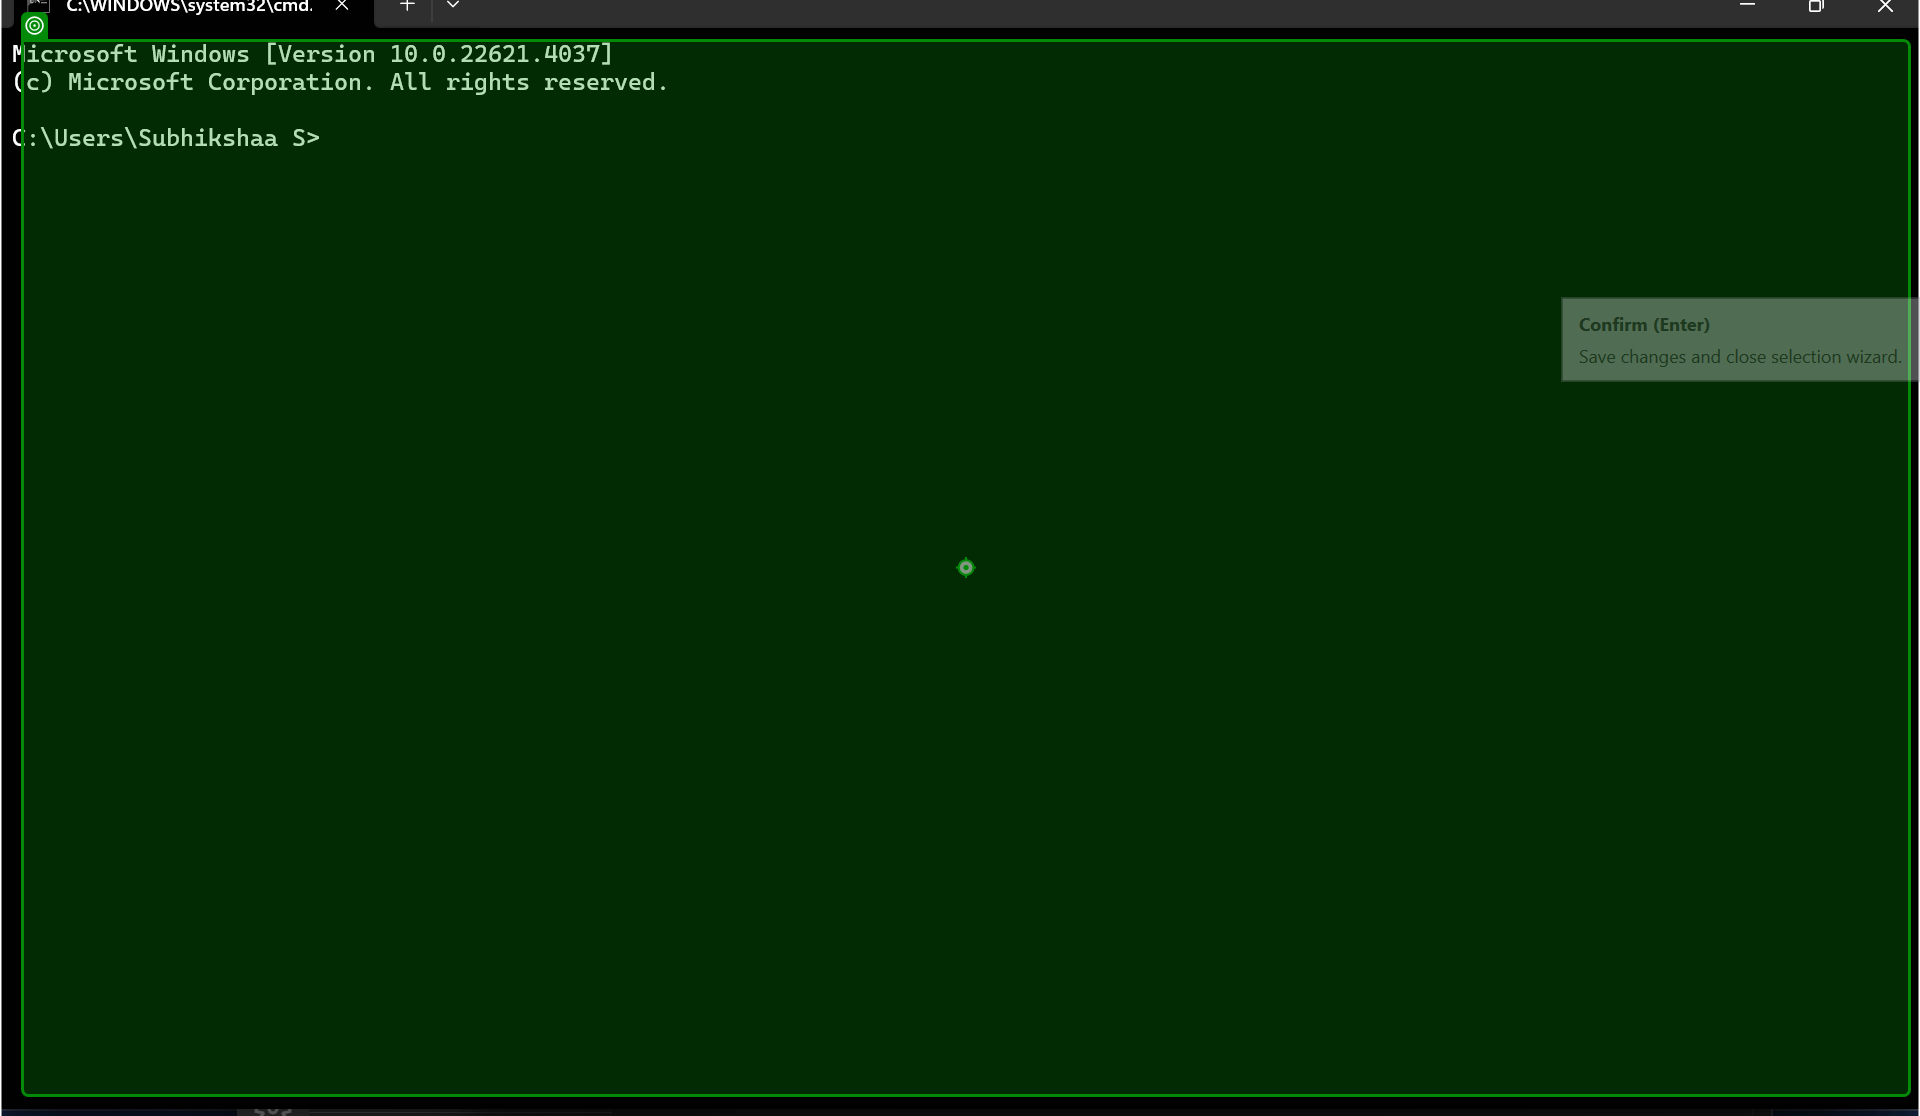 C:\WINDOWS\system32\cmd.
Microsoft Windows [Version 10.0.22621.4037]
(c) Microsoft Corporation. All rights reserved.
C:\Users\Subhikshaa S>
Confirm (Enter)
Save changes and close selection wizard.